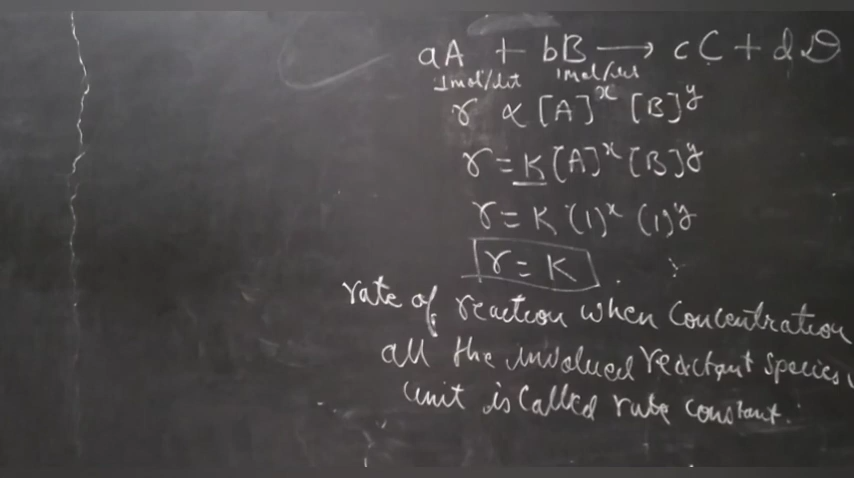 aA + bB → cC + dD
1mol/lit 1mol/lit
r ∝ [A]^x [B]^y
r = K [A]^x [B]^y
r = K (1)^x (1)^y
r = K
rate of reaction when concentration
all the involved reactant species
unit is called rate constant.